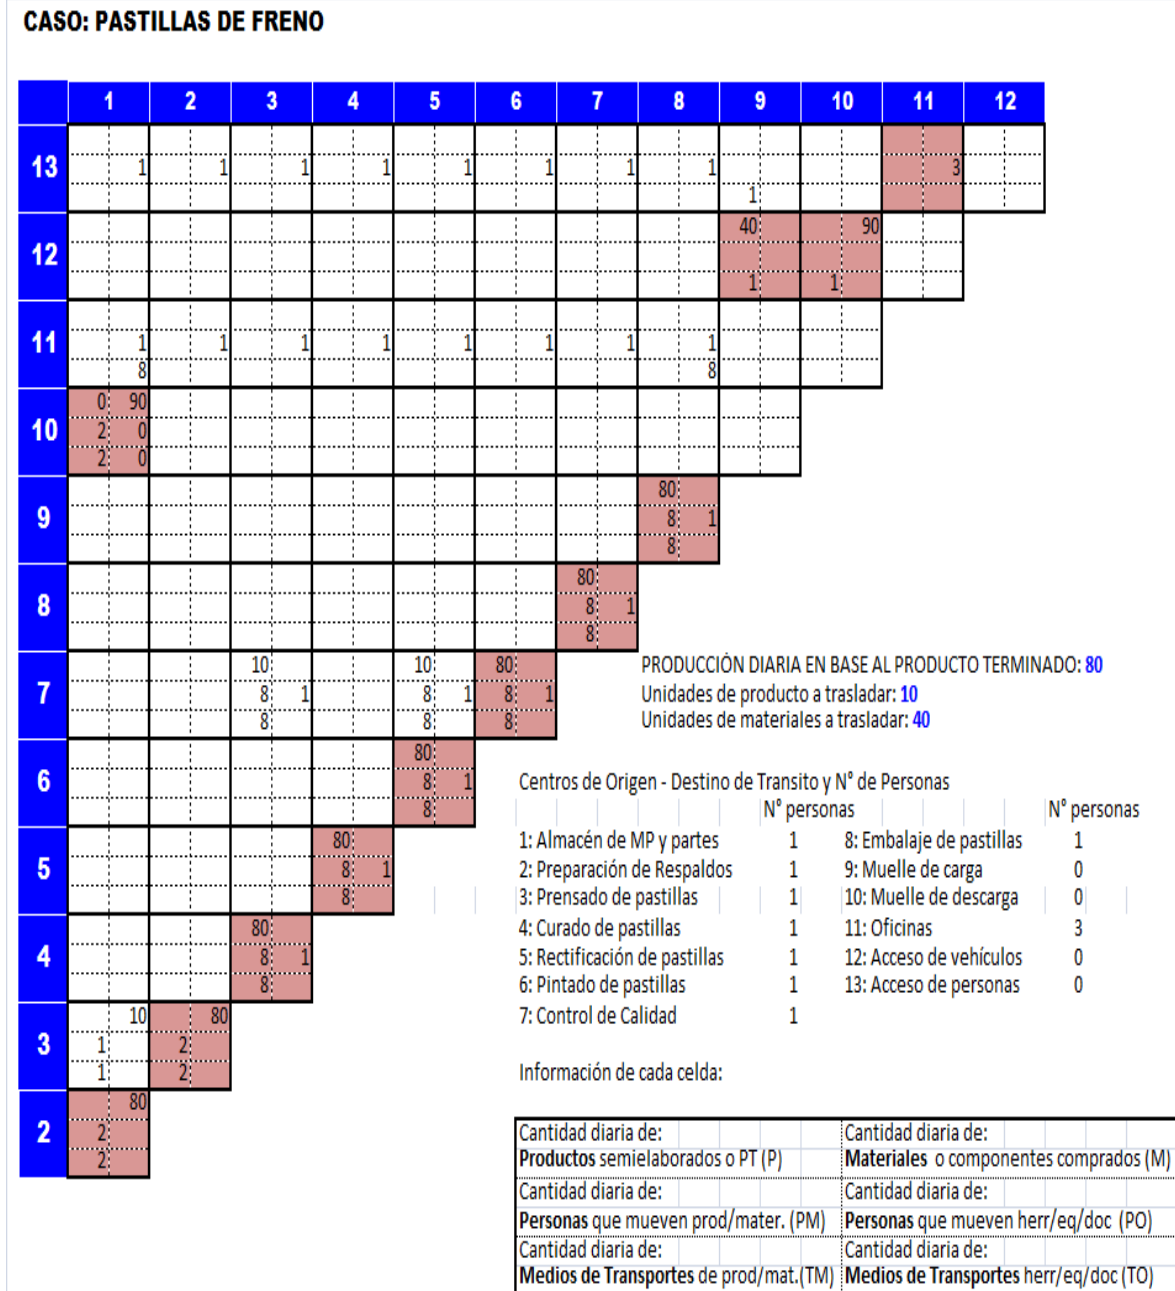 CASO: PASTILLAS DE FRENO
1 2 3 4 5 6 7 8 9 10 11 12
13
1 1 1 1 1 1 1 1 3
1
40 90
12
1 1
11
1 1 1 1 1 1 1 1
8 8
0 90
10 2 0
2 0
80
9 8 1
8
80
8 8 1
8
10 10 80 PRODUCCIÓN DIARIA EN BASE AL PRODUCTO TERMINADO: 80
7 8 1 8 1 8 1 Unidades de producto a trasladar: 10
8 8 8 Unidades de materiales a trasladar: 40
80
6 8 1 Centros de Origen - Destino de Transito y N° de Personas
8 N° personas N° personas
80 1: Almacén de MP y partes 1 8: Embalaje de pastillas 1
5 8 1 2: Preparación de Respaldos 1 9: Muelle de carga 0
8 3: Prensado de pastillas 1 10: Muelle de descarga 0
80 4: Curado de pastillas 1 11: Oficinas 3
4 8 1 5: Rectificación de pastillas 1 12: Acceso de vehículos 0
8 6: Pintado de pastillas 1 13: Acceso de personas 0
10 80 7: Control de Calidad 1
3 1 2
1 2 Información de cada celda:
80
2 2
2
Cantidad diaria de: Cantidad diaria de:
Productos semielaborados o PT (P) Materiales o componentes comprados (M)
Cantidad diaria de: Cantidad diaria de:
Personas que mueven prod/mater. (PM) Personas que mueven herr/eq/doc (PO)
Cantidad diaria de: Cantidad diaria de:
Medios de Transportes de prod/mat.(TM) Medios de Transportes herr/eq/doc (TO)